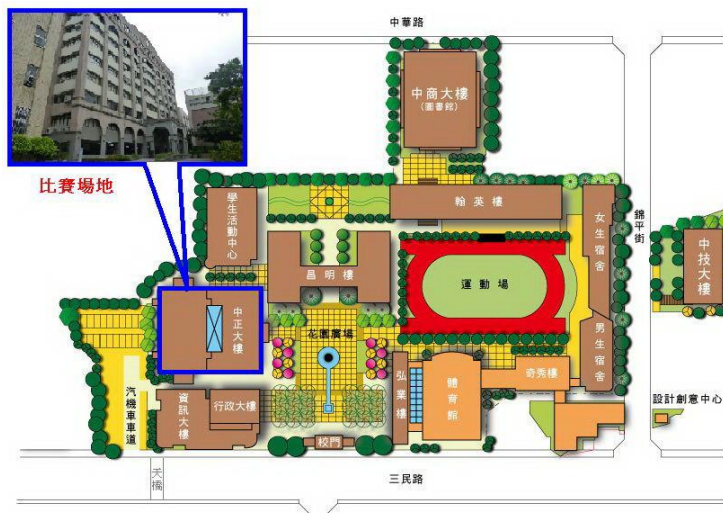 中華路
中商大樓
(圖書館)
比賽場地
學生活動中心
翰英樓
女生宿舍
錦平街
中技大樓
昌明樓
運動場
中正大樓
花園廣場
男生宿舍
弘業樓
體育館
奇秀樓
汽機車車道
資訊大樓
行政大樓
設計創意中心
校門
天橋
三民路